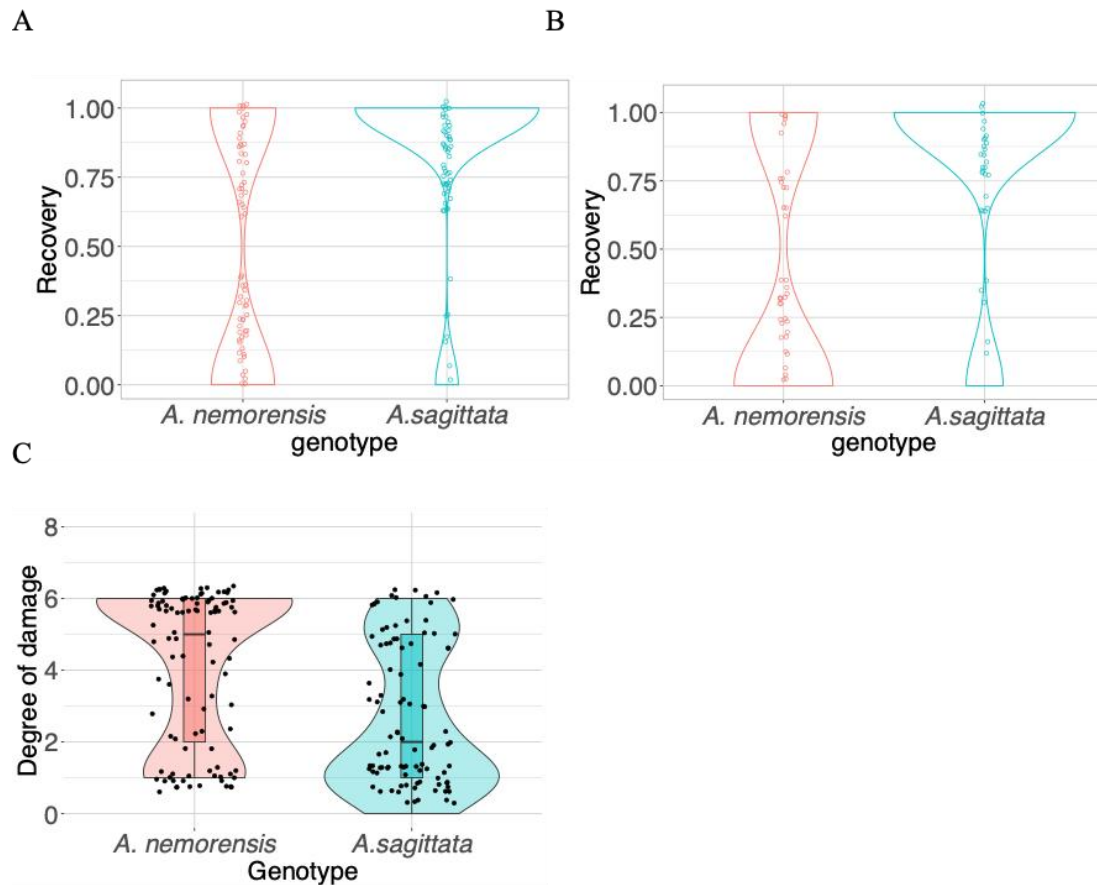 A
B
1.00
0.75
0.50
0.25
0.00
Recovery
A. nemorensis
A.sagittata
genotype
1.00
0.75
0.50
0.25
0.00
Recovery
A. nemorensis
A.sagittata
genotype
C
8
6
4
2
0
Degree of damage
A. nemorensis
A.sagittata
Genotype